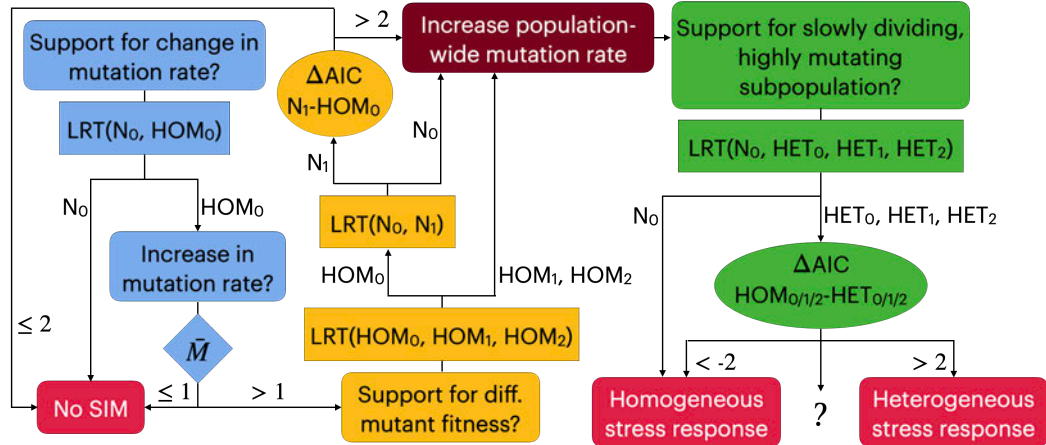 Support for change in
mutation rate?
LRT(N₀, HOM₀)
N₀
HOM₀
Increase in
mutation rate?
M̄
≤ 1
> 1
≤ 2
No SIM
> 2
ΔAIC
N₁-HOM₀
N₁
N₀
LRT(N₀, N₁)
HOM₀
HOM₁, HOM₂
LRT(HOM₀, HOM₁, HOM₂)
Support for diff.
mutant fitness?
Increase population-
wide mutation rate
Support for slowly dividing,
highly mutating
subpopulation?
LRT(N₀, HET₀, HET₁, HET₂)
N₀
HET₀, HET₁, HET₂
ΔAIC
HOM₀/₁/₂-HET₀/₁/₂
< -2
> 2
?
Homogeneous
stress response
Heterogeneous
stress response